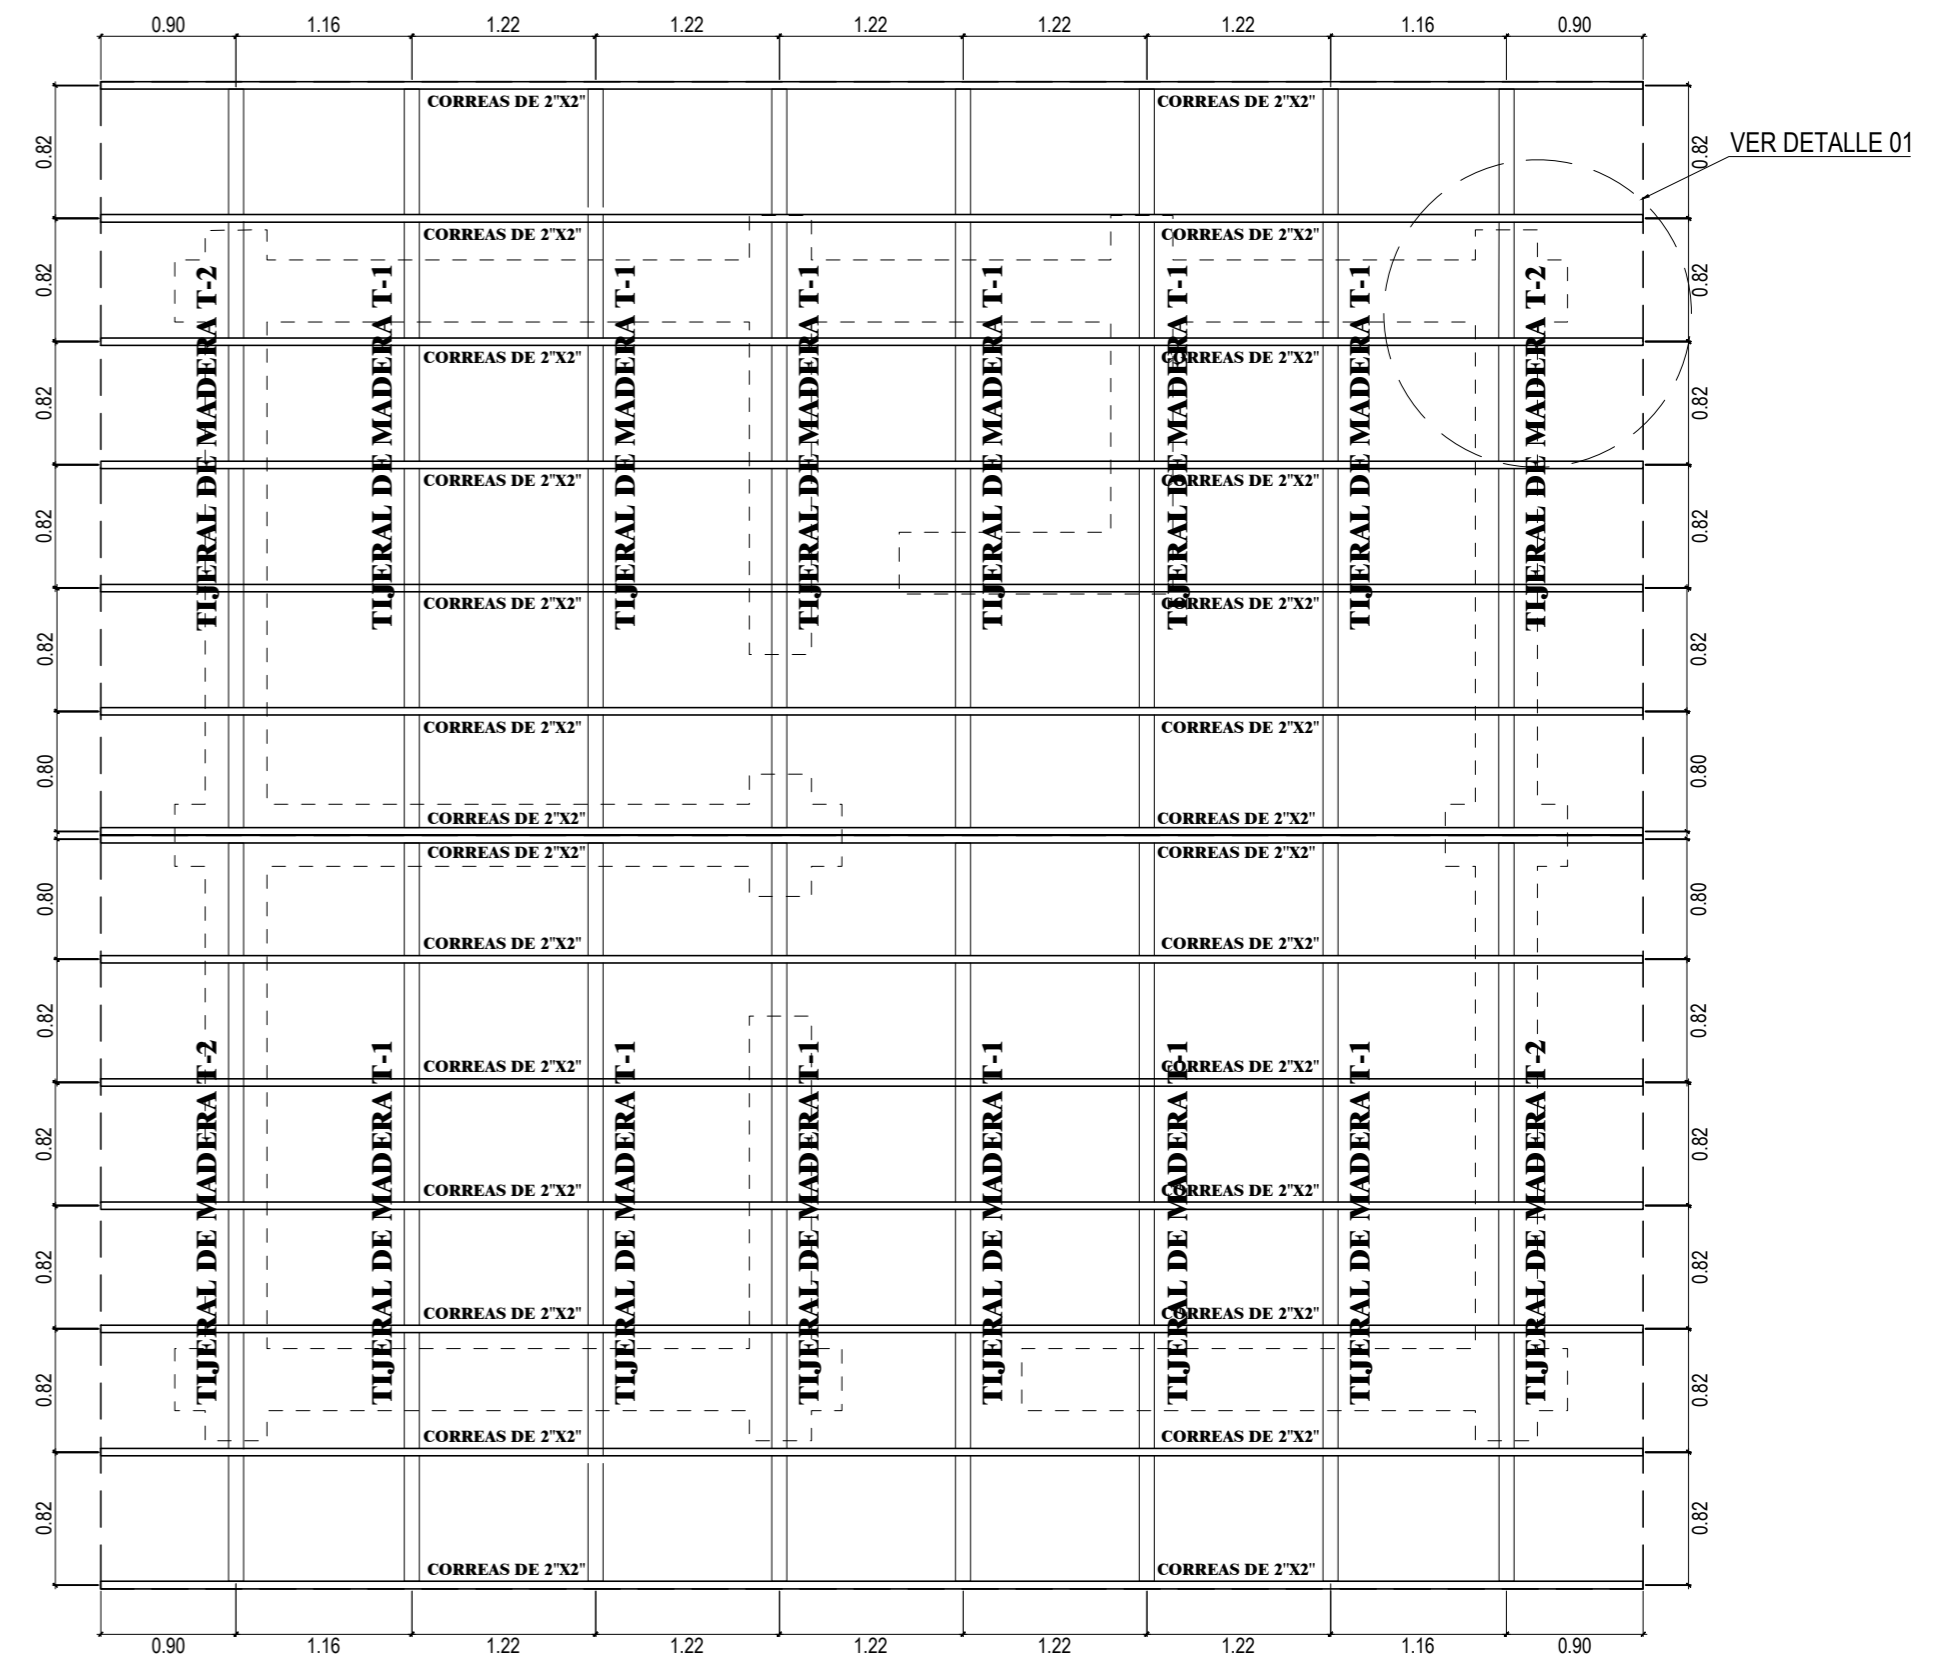 0.90 1.16 1.22 1.22 1.22 1.22 1.22 1.16 0.90
CORREAS DE 2"X2" CORREAS DE 2"X2"
0.82 0.82
VER DETALLE 01
CORREAS DE 2"X2" CORREAS DE 2"X2"
0.82 0.82
TIJERAL DE MADERA T-2
TIJERAL DE MADERA T-1
TIJERAL DE MADERA T-1
TIJERAL DE MADERA T-1
TIJERAL DE MADERA T-1
TIJERAL DE MADERA T-1
TIJERAL DE MADERA T-1
TIJERAL DE MADERA T-2
CORREAS DE 2"X2" CORREAS DE 2"X2"
0.82 0.82
CORREAS DE 2"X2" CORREAS DE 2"X2"
0.82 0.82
CORREAS DE 2"X2" CORREAS DE 2"X2"
0.82 0.82
CORREAS DE 2"X2" CORREAS DE 2"X2"
0.80 0.80
CORREAS DE 2"X2" CORREAS DE 2"X2"
CORREAS DE 2"X2" CORREAS DE 2"X2"
0.80 0.80
CORREAS DE 2"X2" CORREAS DE 2"X2"
0.82 0.82
TIJERAL DE MADERA T-2
TIJERAL DE MADERA T-1
TIJERAL DE MADERA T-1
TIJERAL DE MADERA T-1
TIJERAL DE MADERA T-1
TIJERAL DE MADERA T-1
TIJERAL DE MADERA T-1
TIJERAL DE MADERA T-2
CORREAS DE 2"X2" CORREAS DE 2"X2"
0.82 0.82
CORREAS DE 2"X2" CORREAS DE 2"X2"
0.82 0.82
CORREAS DE 2"X2" CORREAS DE 2"X2"
0.82 0.82
CORREAS DE 2"X2" CORREAS DE 2"X2"
0.82 0.82
CORREAS DE 2"X2" CORREAS DE 2"X2"
0.90 1.16 1.22 1.22 1.22 1.22 1.22 1.16 0.90